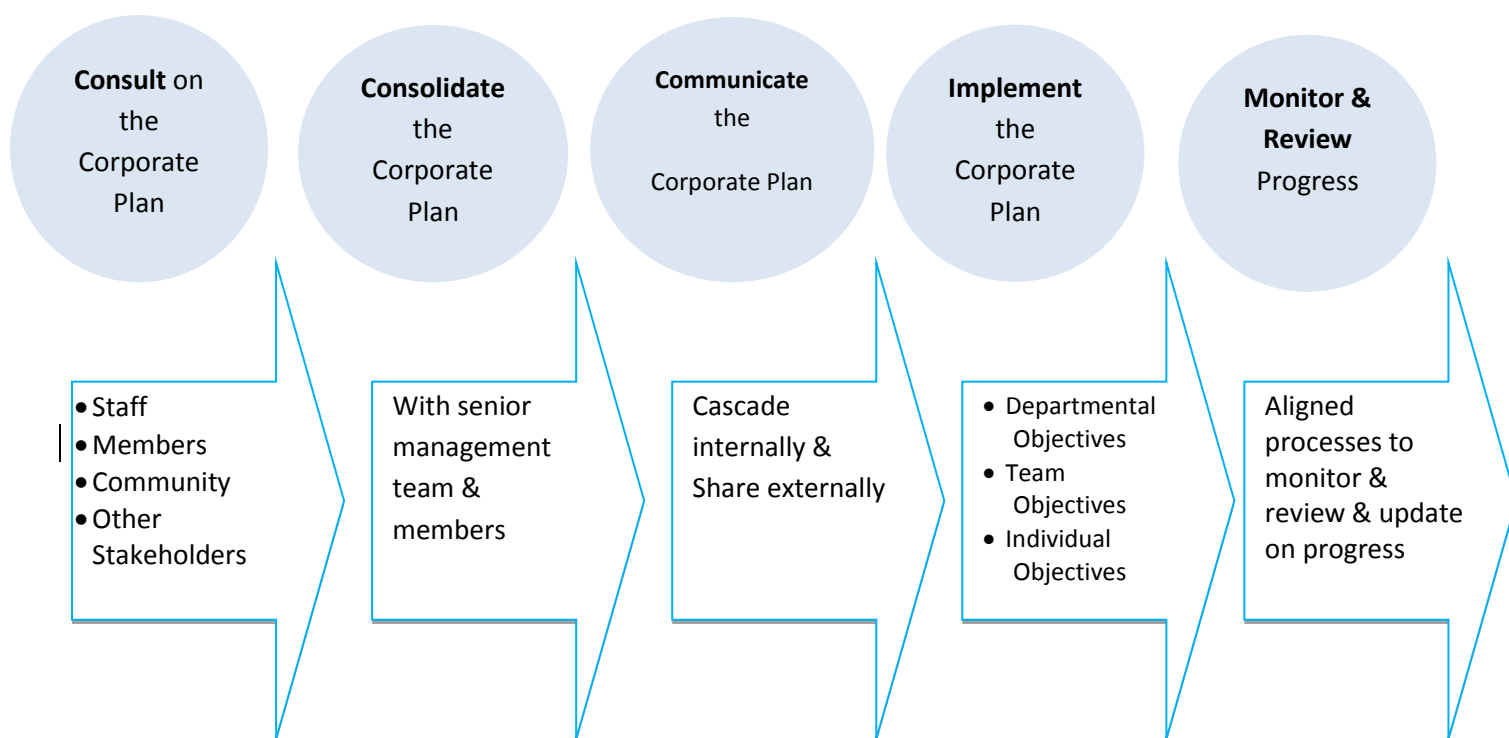 Consult on
the
Corporate
Plan
Consolidate
the
Corporate
Plan
Communicate
the
Corporate Plan
Implement
the
Corporate
Plan
Monitor &
Review
Progress
• Staff
• Members
• Community
• Other
Stakeholders
With senior
management
team &
members
Cascade
internally &
Share externally
• Departmental
Objectives
• Team
Objectives
• Individual
Objectives
Aligned
processes to
monitor &
review & update
on progress